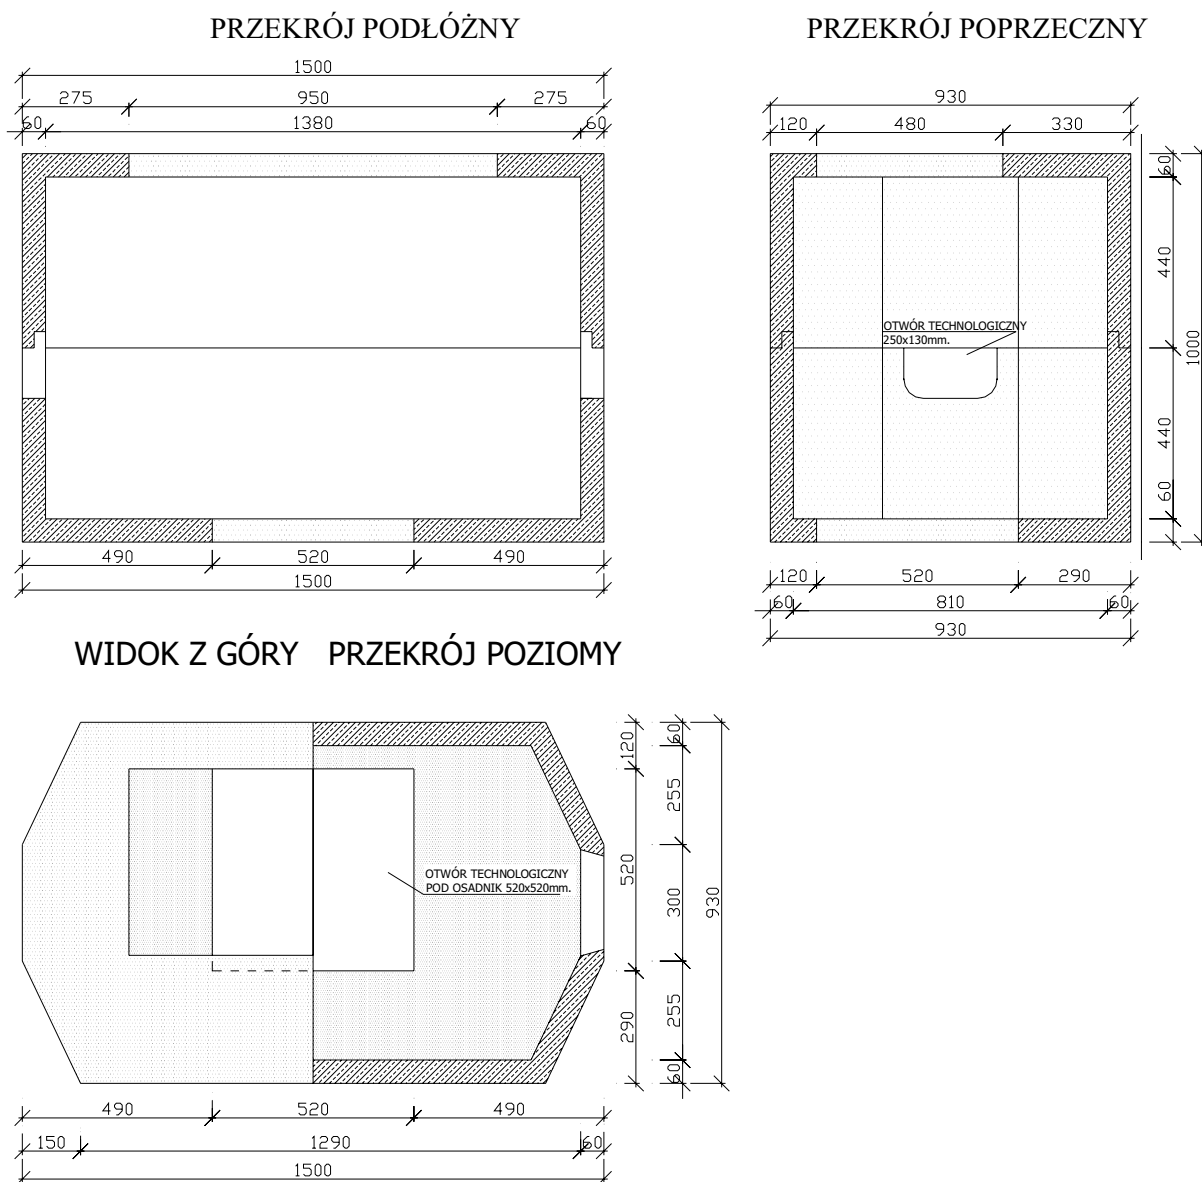 PRZEKRÓJ PODŁÓŻNY
1500
275 950 275
60 1380 60
490 520 490
1500
PRZEKRÓJ POPRZECZNY
930
120 480 330
60
440
1000
OTWÓR TECHNOLOGICZNY
250x130mm.
440
60
120 520 290
60 810 60
930
WIDOK Z GÓRY PRZEKRÓJ POZIOMY
120
60
255
520
300
930
OTWÓR TECHNOLOGICZNY
POD OSADNIK 520x520mm.
290
255
60
490 520 490
150 1290 60
1500